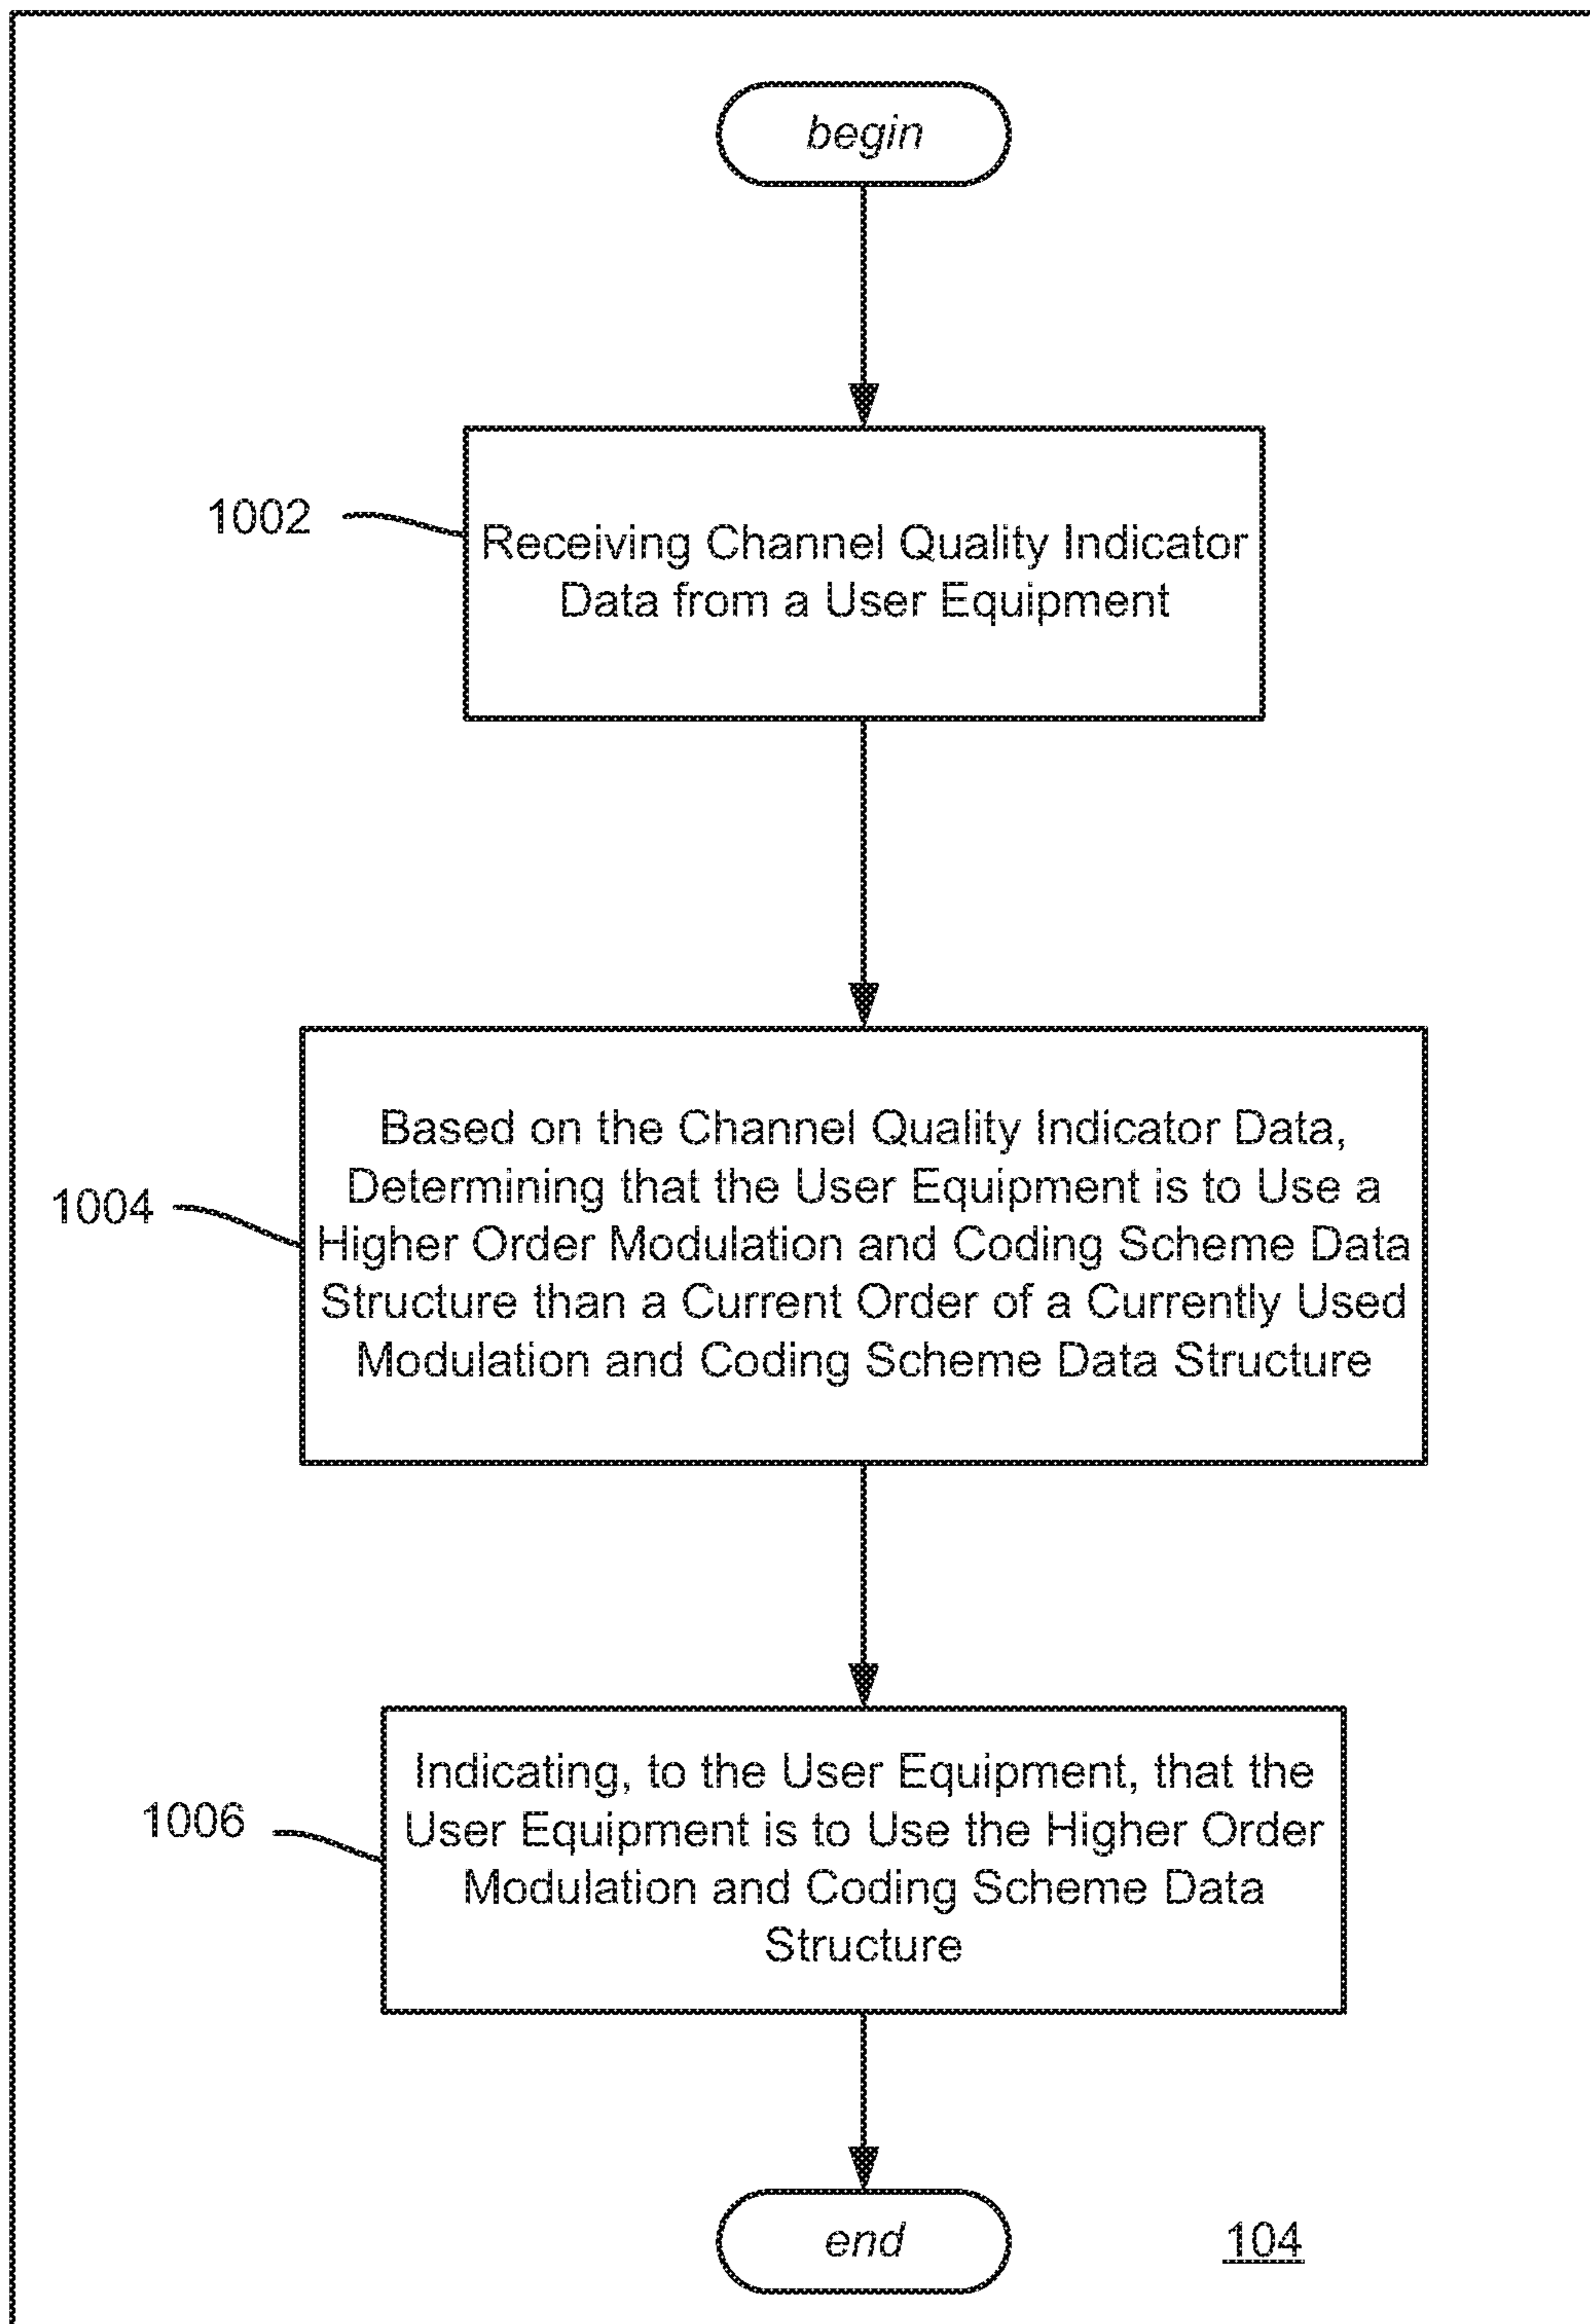 begin
1002
Receiving Channel Quality Indicator
Data from a User Equipment
1004
Based on the Channel Quality Indicator Data,
Determining that the User Equipment is to Use a
Higher Order Modulation and Coding Scheme Data
Structure than a Current Order of a Currently Used
Modulation and Coding Scheme Data Structure
1006
Indicating, to the User Equipment, that the
User Equipment is to Use the Higher Order
Modulation and Coding Scheme Data
Structure
end
104